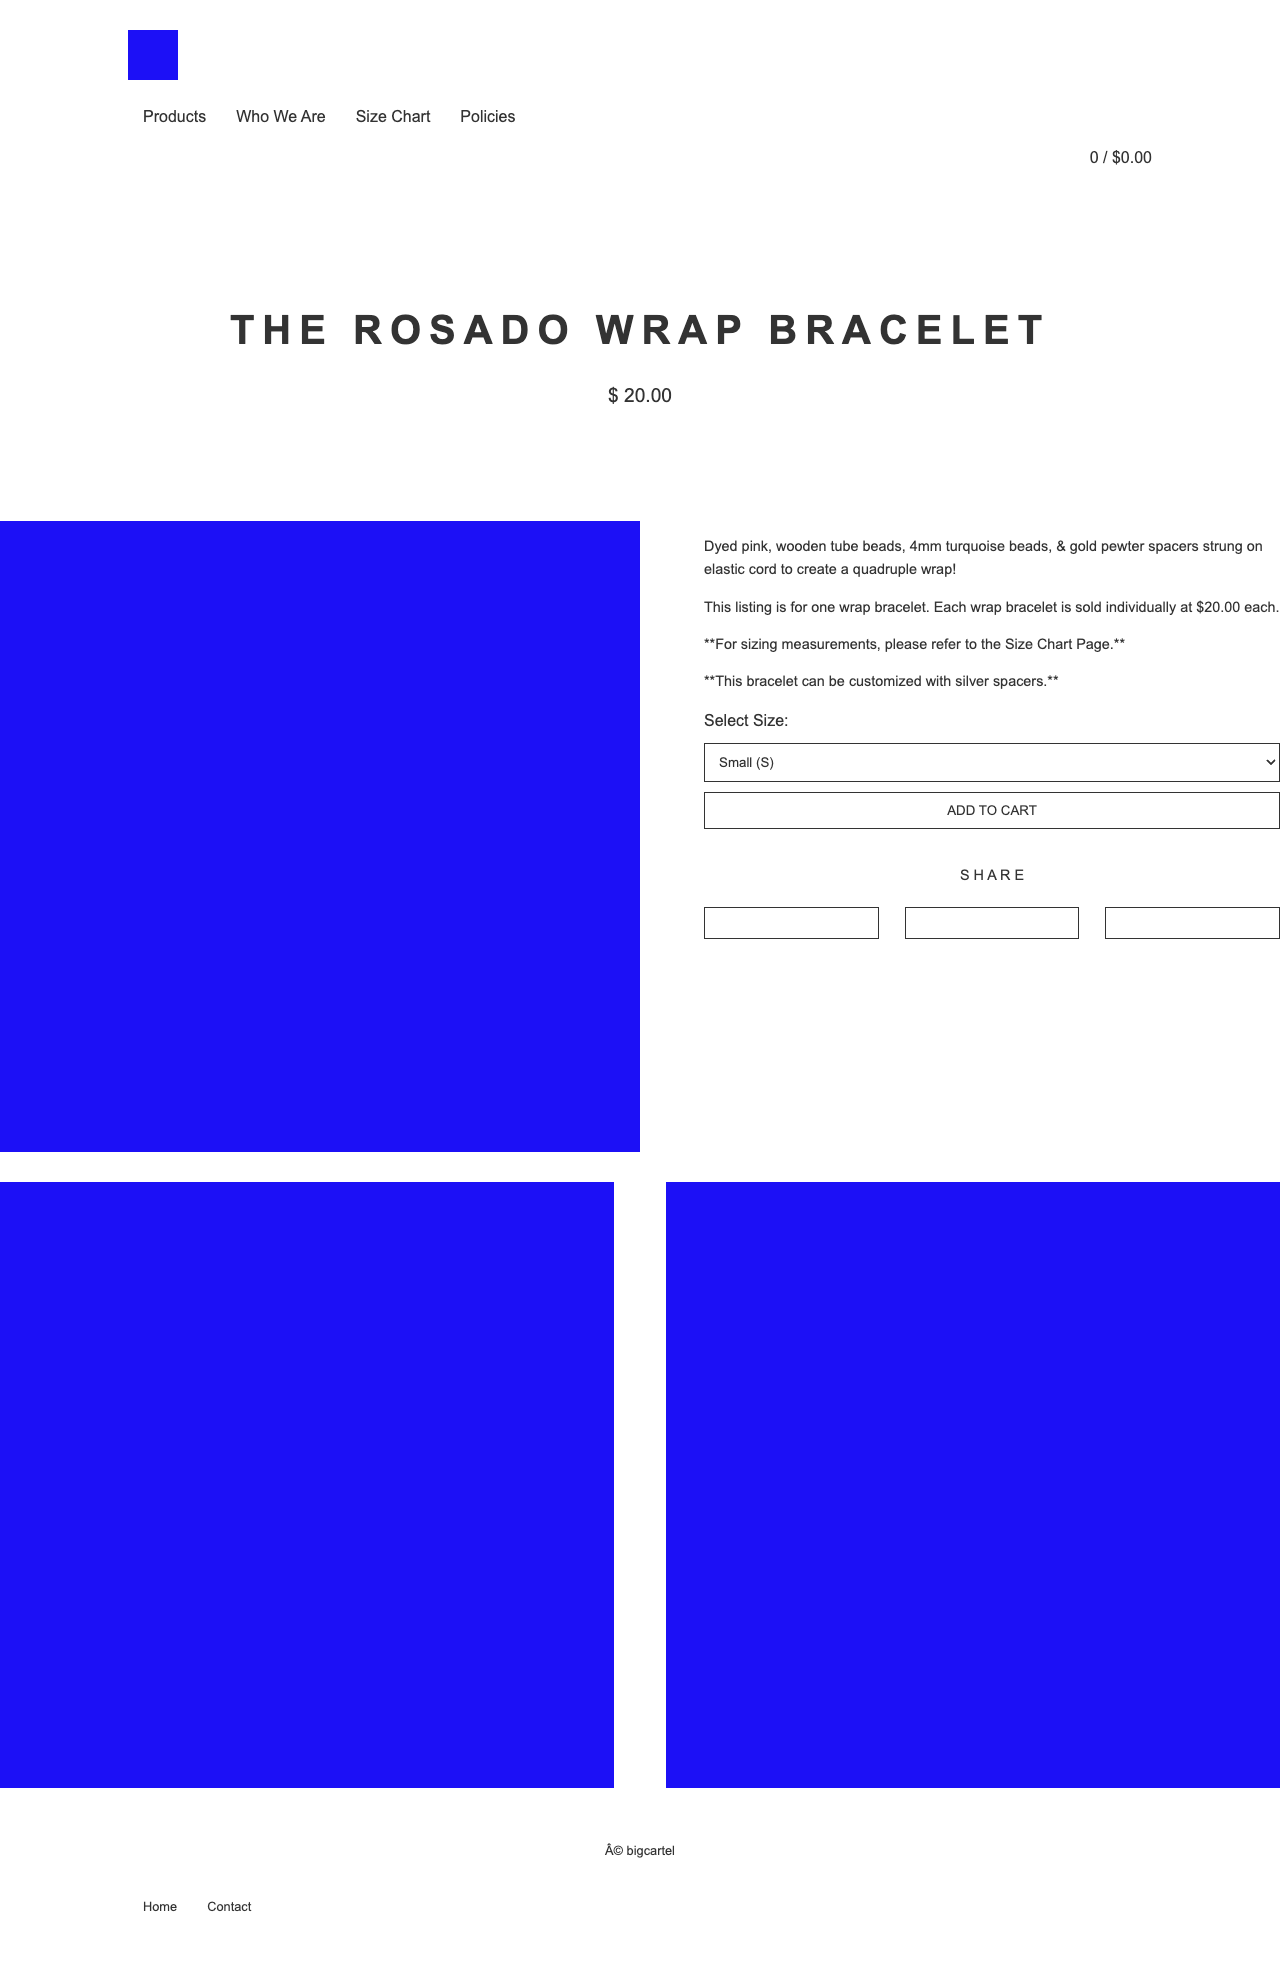 Products Who We Are Size Chart Policies
0 / $0.00
THE ROSADO WRAP BRACELET
$ 20.00
Dyed pink, wooden tube beads, 4mm turquoise beads, & gold pewter spacers strung on
elastic cord to create a quadruple wrap!
This listing is for one wrap bracelet. Each wrap bracelet is sold individually at $20.00 each.
**For sizing measurements, please refer to the Size Chart Page.**
**This bracelet can be customized with silver spacers.**
Select Size:
Small (S)
ADD TO CART
SHARE
Â© bigcartel
Home Contact